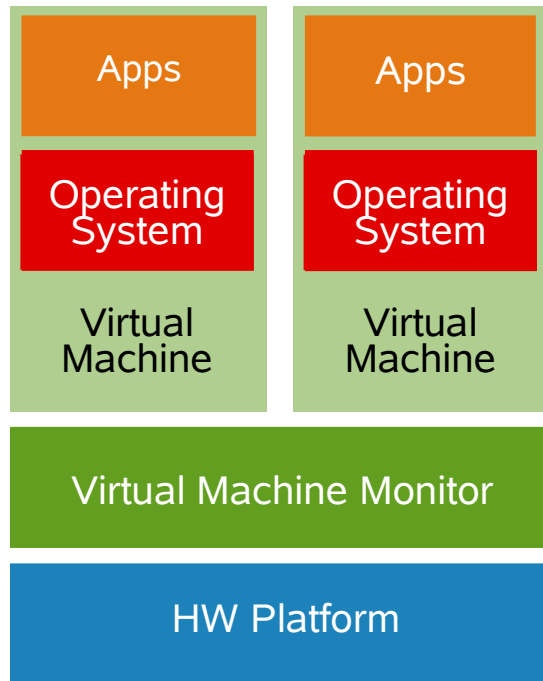 Apps
Operating
System
Virtual
Machine
Apps
Operating
System
Virtual
Machine
Virtual Machine Monitor
HW Platform